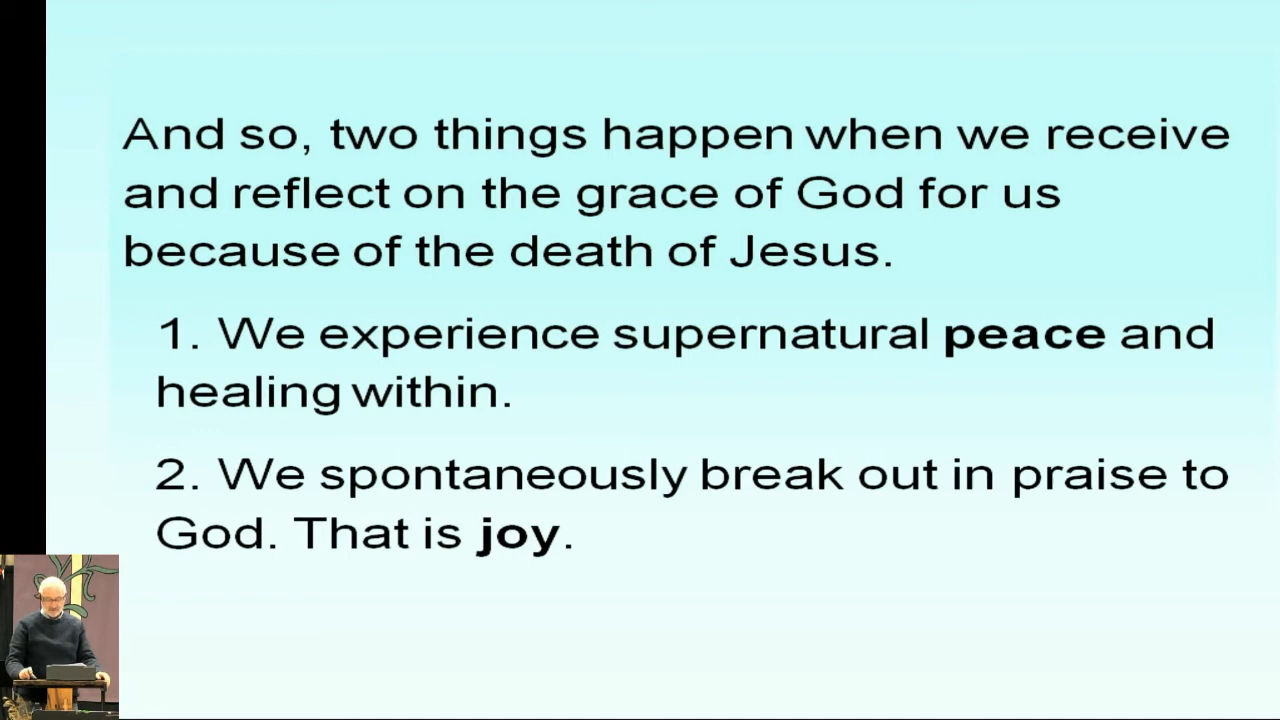 And so, two things happen when we receive
and reflect on the grace of God for us
because of the death of Jesus.
1. We experience supernatural peace and
healing within.
2. We spontaneously break out in praise to
God. That is joy.